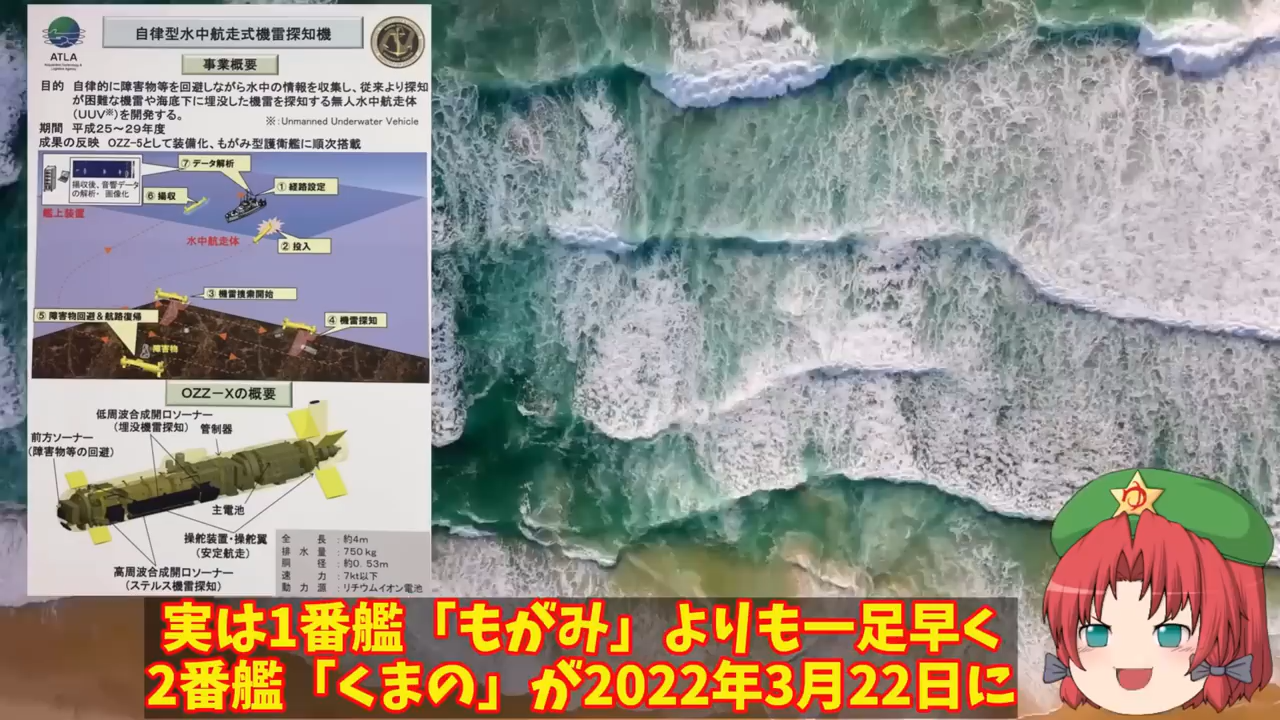 ATLA
自律型水中航走式機雷探知機
事業概要
目的 自律的に障害物等を回避しながら水中の情報を収集し、従来より探知
が困難な機雷や海底下に埋没した機雷を探知する無人水中航走体
(UUV※)を開発する。
※:Unmanned Underwater Vehicle
期間 平成25～29年度
成果の反映 OZZ-5として装備化、もがみ型護衛艦に順次搭載
⑦データ解析
揚収後、音響データ
の解析・画像化
①経路設定
⑥揚収
艦上装置
水中航走体
②投入
③機雷捜索開始
⑤障害物回避&航路復帰
④機雷探知
障害物
OZZ-Xの概要
低周波合成開口ソーナー
(埋没機雷探知)
管制器
前方ソーナー
(障害物等の回避)
主電池
操舵装置・操舵翼
(安定航走)
高周波合成開口ソーナー
(ステルス機雷探知)
全長:約4m
排水量:750kg
胴径:約0.53m
速力:7kt以下
動力源:リチウムイオン電池
実は1番艦「もがみ」よりも一足早く
2番艦「くまの」が2022年3月22日に